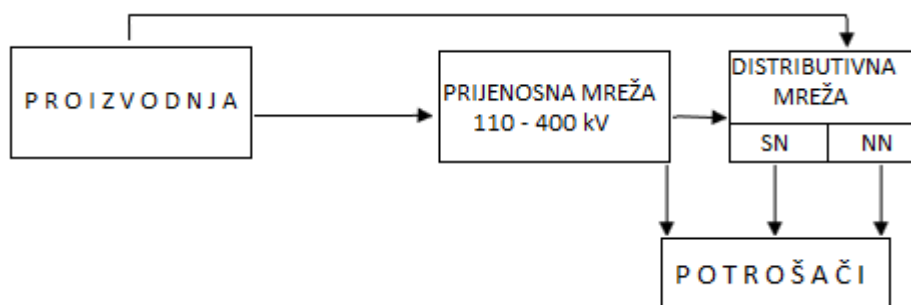 P R O I Z V O D N J A
PRIJENOSNA MREŽA
110 - 400 kV
DISTRIBUTIVNA
MREŽA
SN NN
P O T R O Š A Č I